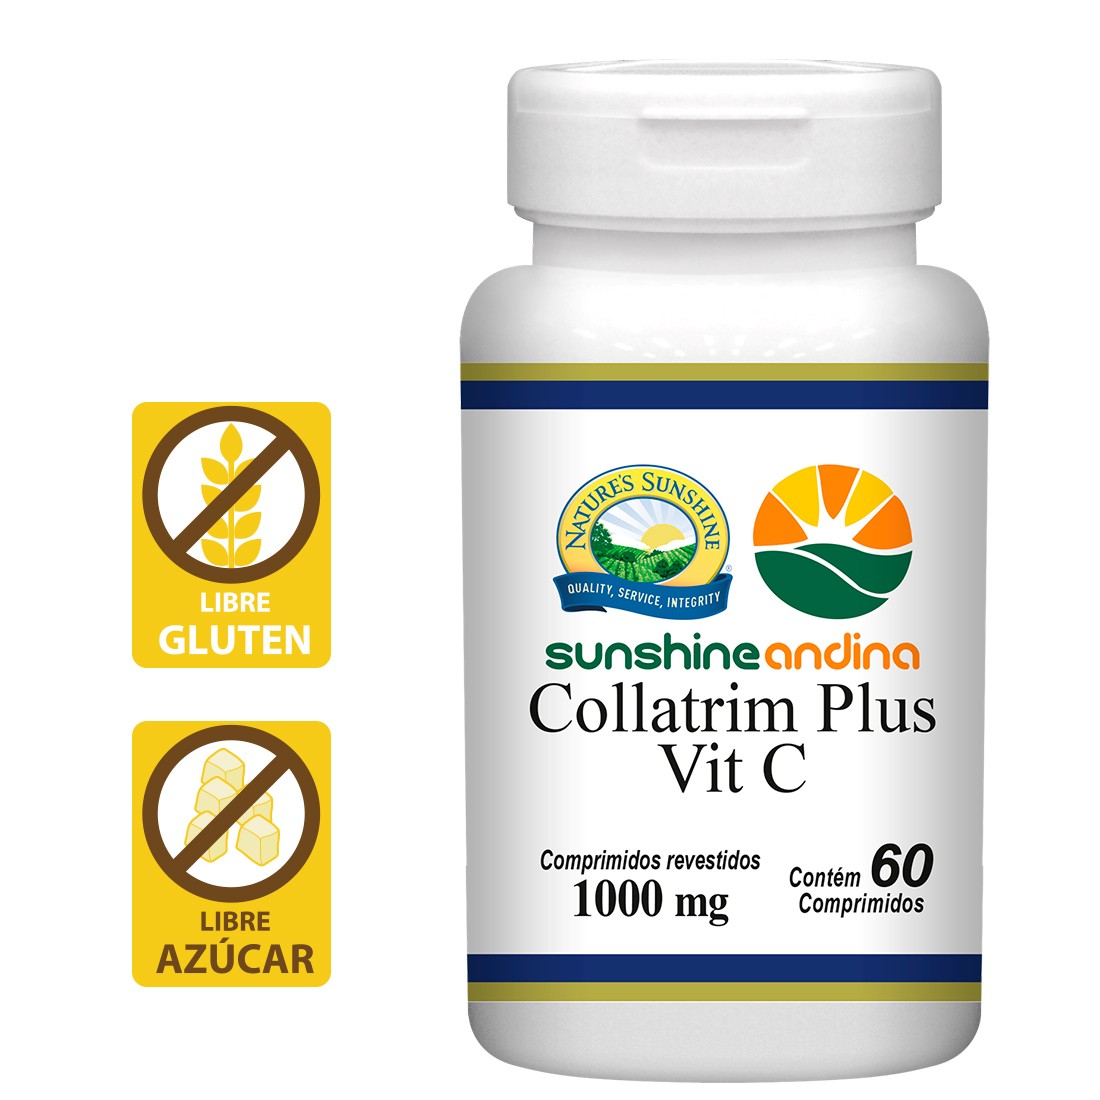 LIBRE
GLUTEN
LIBRE
AZÚCAR
NATURE'S SUNSHINE
®
QUALITY, SERVICE, INTEGRITY
sunshineandina
Collatrim Plus
Vit C
Comprimidos revestidos
1000 mg
Contém 60
Comprimidos